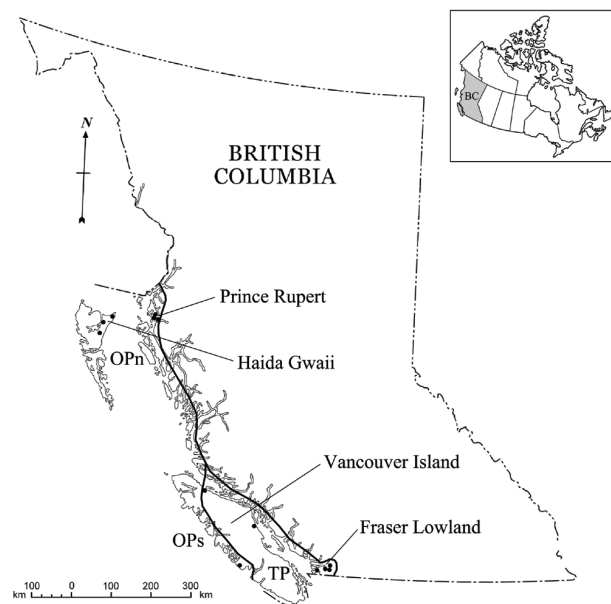 BC
N
BRITISH
COLUMBIA
Prince Rupert
Haida Gwaii
OPn
Vancouver Island
Fraser Lowland
OPs
TP
km
100 0 100 200 300
km